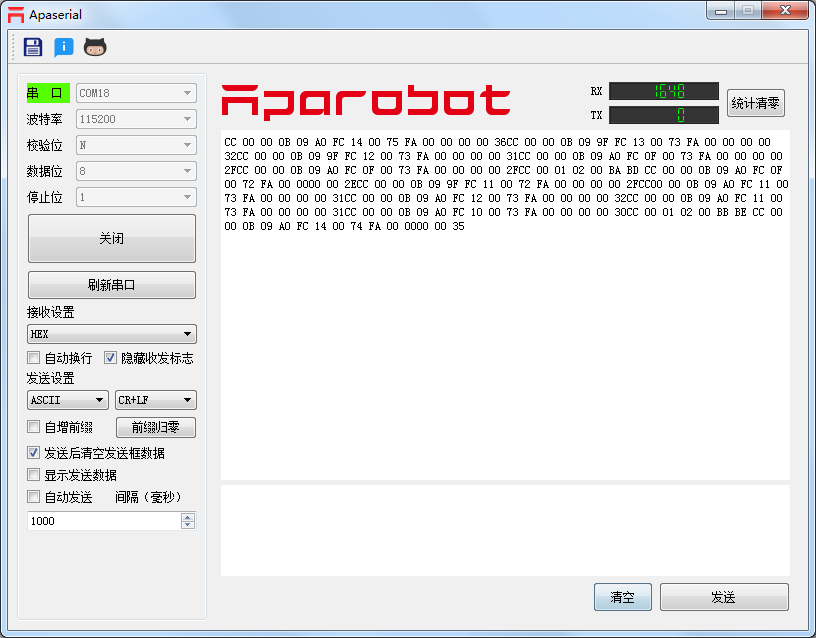 Apaserial
串 口
COM18
波特率
115200
校验位
N
数据位
8
停止位
1
关闭
刷新串口
接收设置
HEX
自动换行
隐藏收发标志
发送设置
ASCII
CR+LF
自增前缀
前缀归零
发送后清空发送框数据
显示发送数据
自动发送
间隔（毫秒）
1000
Aparobot
RX
1640
TX
0
统计清零
CC 00 00 0B 09 A0 FC 14 00 75 FA 00 00 00 00 36CC 00 00 0B 09 9F FC 13 00 73 FA 00 00 00 00
32CC 00 00 0B 09 9F FC 12 00 73 FA 00 00 00 00 31CC 00 00 0B 09 A0 FC 0F 00 73 FA 00 00 00 00
2FCC 00 00 0B 09 A0 FC 0F 00 73 FA 00 00 00 00 2FCC 00 01 02 00 BA BD CC 00 00 0B 09 A0 FC 0F
00 72 FA 00 0000 00 2ECC 00 00 0B 09 9F FC 11 00 72 FA 00 00 00 00 2FCC00 00 0B 09 A0 FC 11 00
73 FA 00 00 00 00 31CC 00 00 0B 09 A0 FC 12 00 73 FA 00 00 00 00 32CC 00 00 0B 09 A0 FC 11 00
73 FA 00 00 00 00 31CC 00 00 0B 09 A0 FC 10 00 73 FA 00 00 00 00 30CC 00 01 02 00 BB BE CC 00
00 0B 09 A0 FC 14 00 74 FA 00 0000 00 35
清空
发送